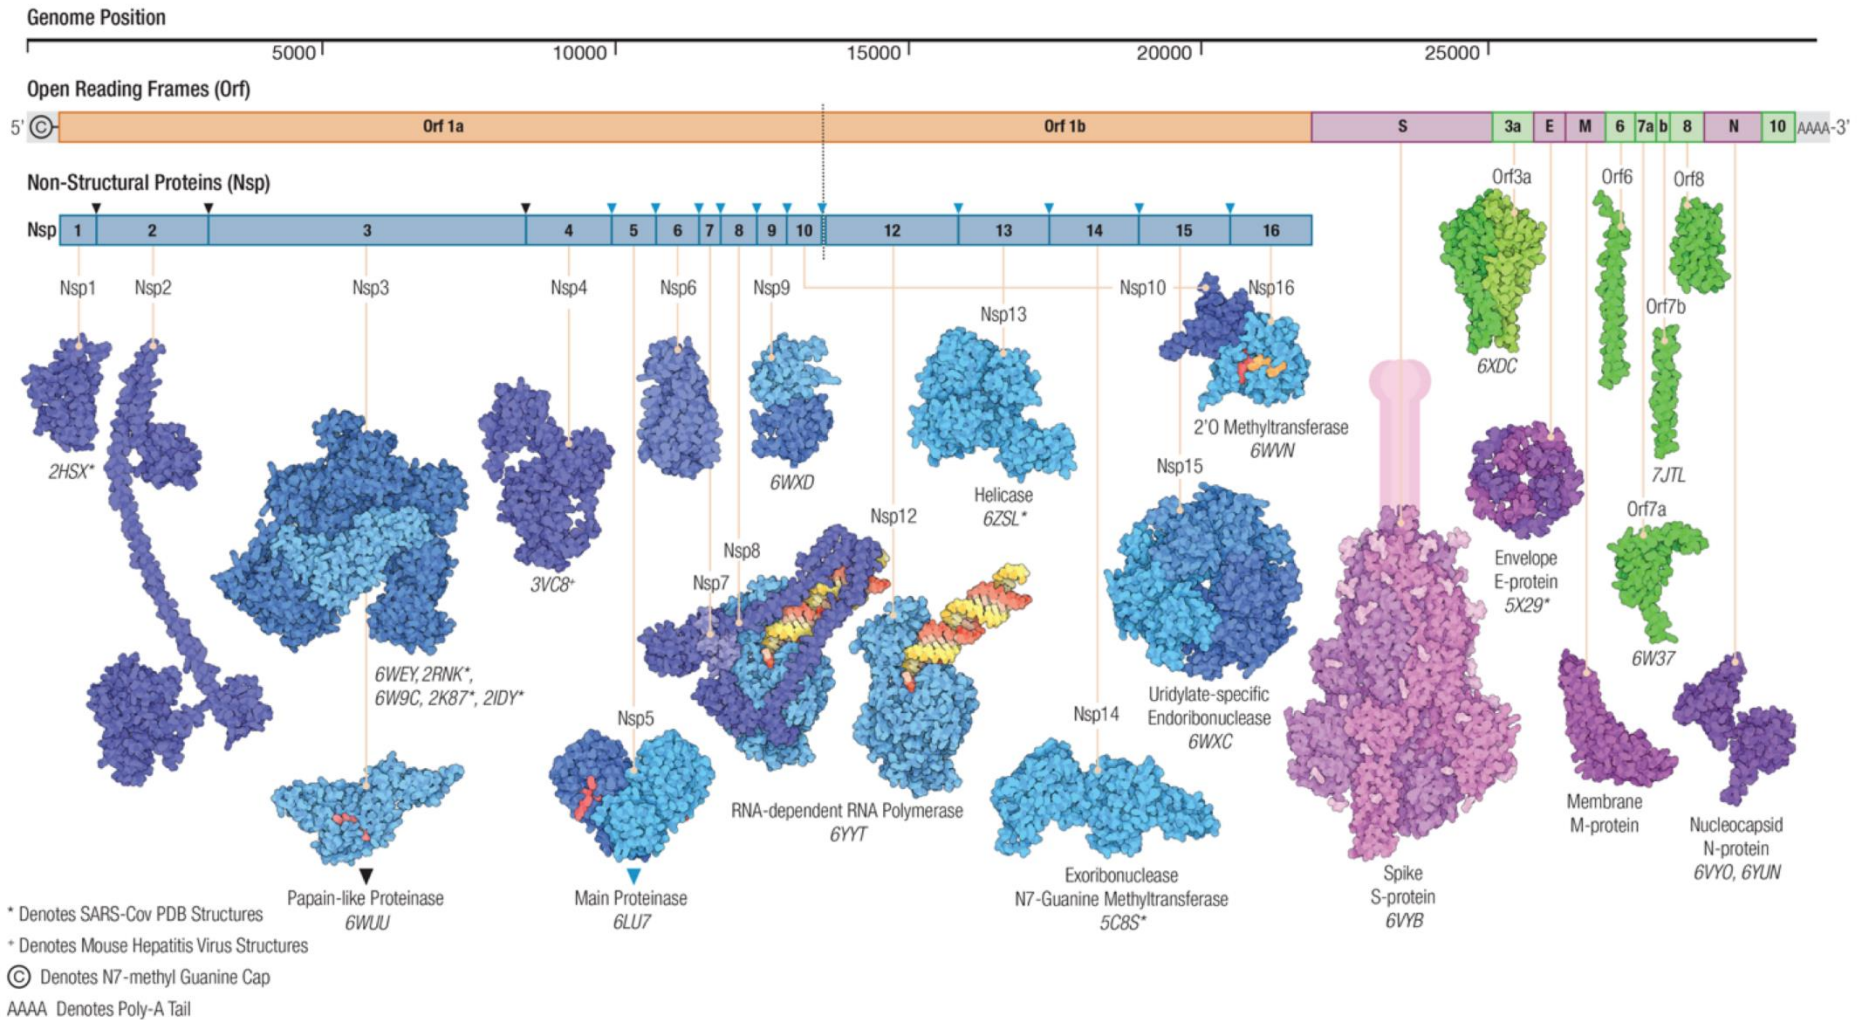 Genome Position
5000 10000 15000 20000 25000
Open Reading Frames (Orf)
5' C Orf 1a Orf 1b S 3a E M 6 7a b 8 N 10 AAAA-3'
Non-Structural Proteins (Nsp)
Nsp 1 2 3 4 5 6 7 8 9 10 12 13 14 15 16
Nsp1
2HSX*
Nsp2
Nsp3
6WEY, 2RNK*,
6W9C, 2K87*, 2IDY*
Papain-like Proteinase
6WUU
Nsp4
3VC8+
Nsp5
Main Proteinase
6LU7
Nsp6
Nsp7
Nsp8
Nsp12
RNA-dependent RNA Polymerase
6YYT
Nsp9
6WXD
Nsp13
Helicase
6ZSL*
Nsp14
Exoribonuclease
N7-Guanine Methyltransferase
5C8S*
Nsp10 Nsp16
2'O Methyltransferase
6WVN
Nsp15
Uridylate-specific
Endoribonuclease
6WXC
Spike
S-protein
6VYB
Orf3a
6XDC
Envelope
E-protein
5X29*
Membrane
M-protein
Orf6
Orf7a
6W37
Orf7b
7JTL
Orf8
Nucleocapsid
N-protein
6VYO, 6YUN
* Denotes SARS-Cov PDB Structures
+ Denotes Mouse Hepatitis Virus Structures
C Denotes N7-methyl Guanine Cap
AAAA Denotes Poly-A Tail